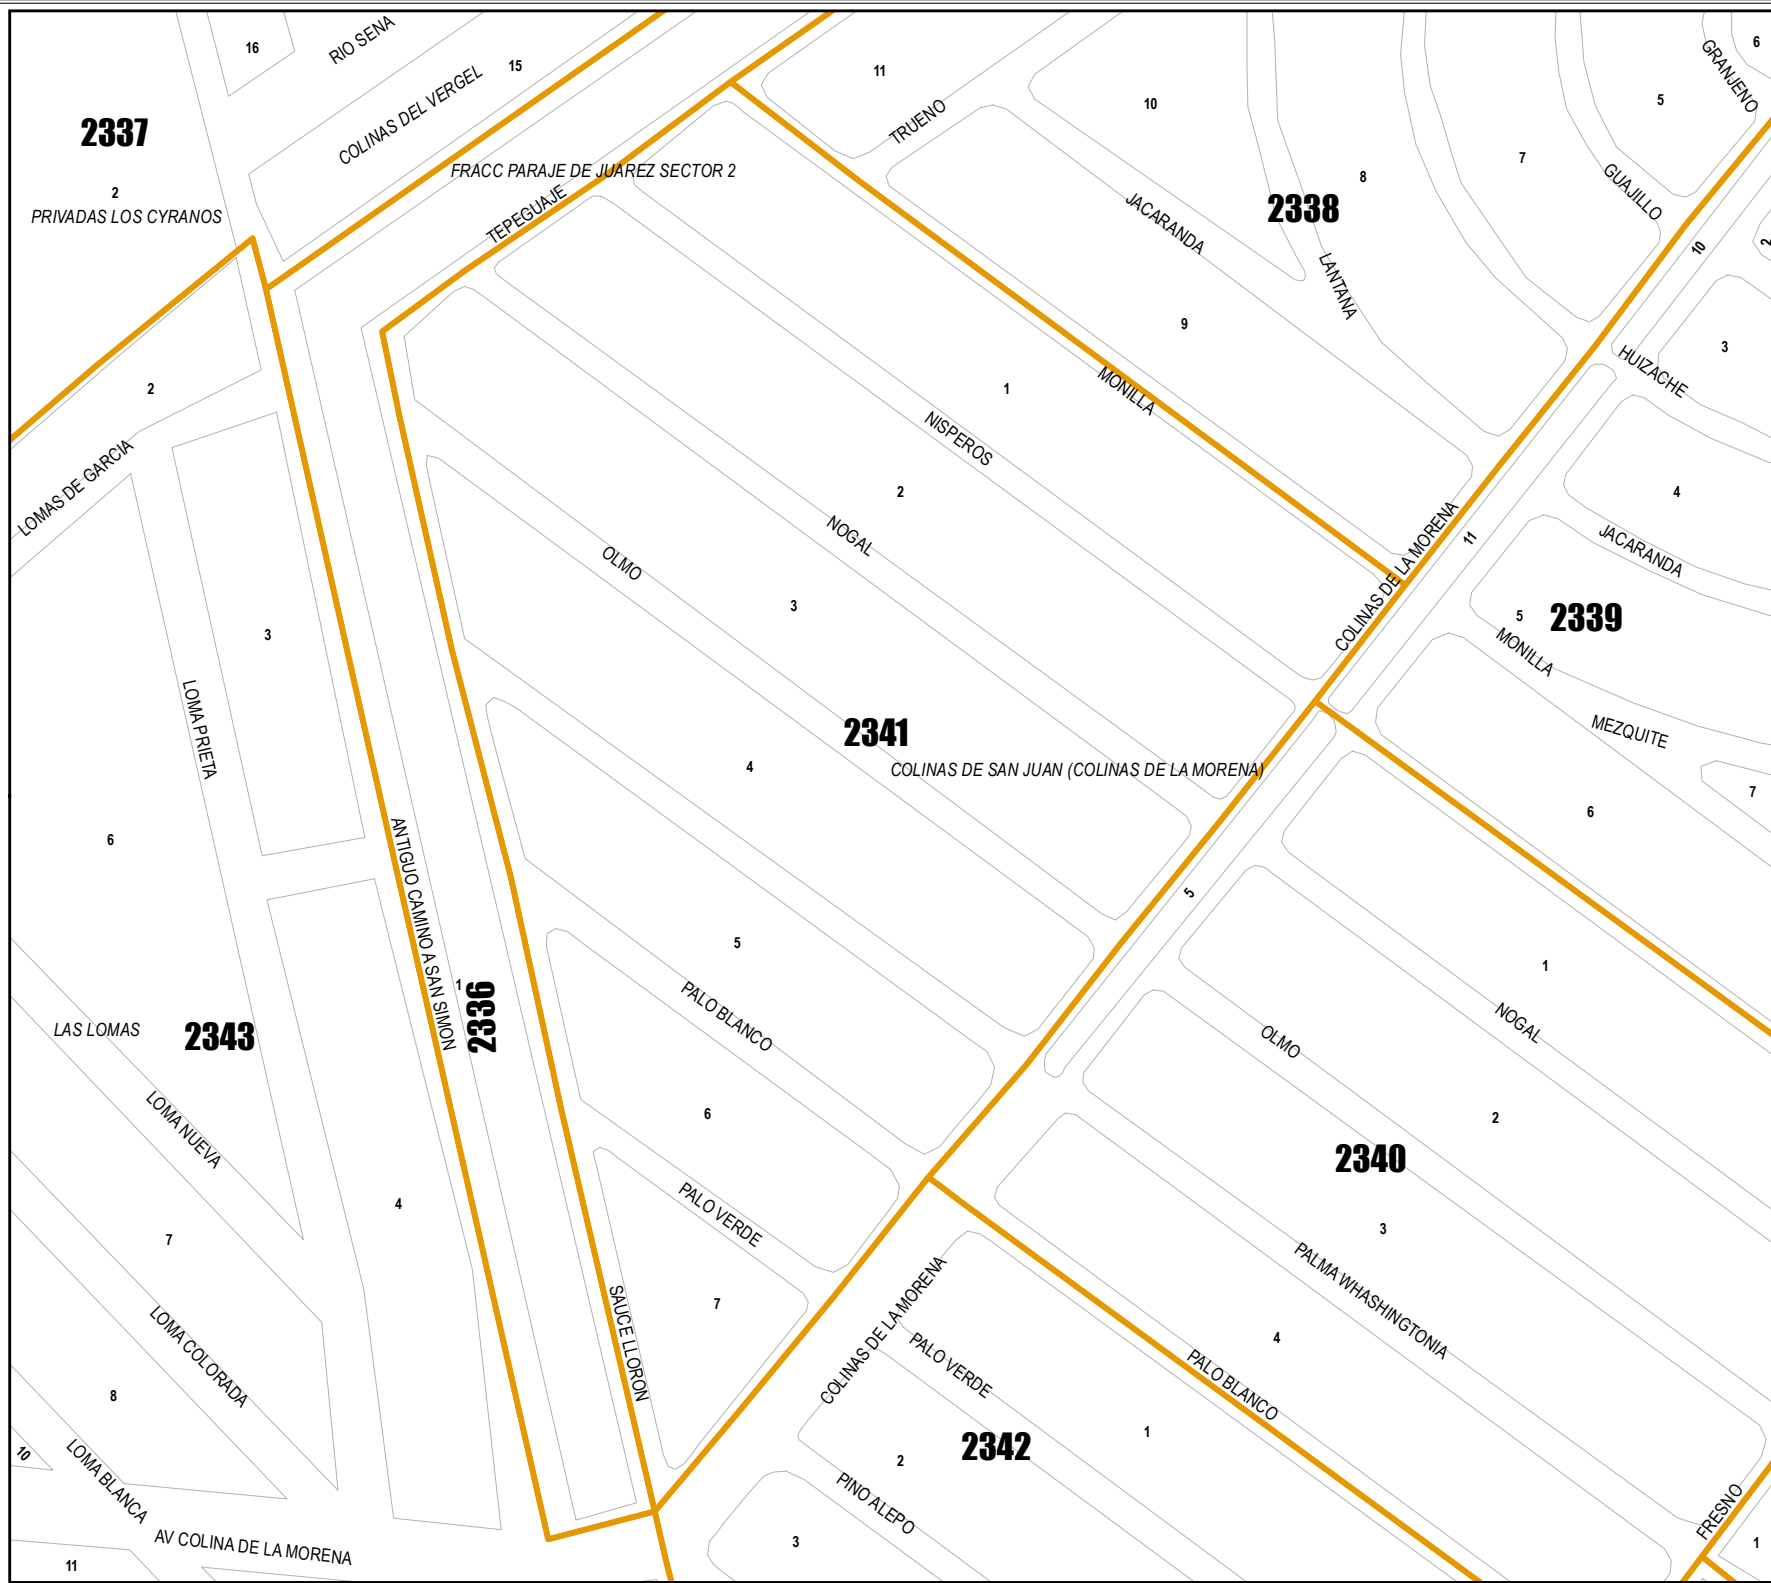 16
RIO SENA
15
COLINAS DEL VERGEL
2337
2
PRIVADAS LOS CYRANOS
FRACC PARAJE DE JUAREZ SECTOR 2
TEPEGUAJE
11
TRUENO
10
JACARANDA
2338
8
LANTANA
7
5
6
GRANJENO
GUAJILLO
10
2
HUIZACHE
3
9
MONILLA
1
NISPEROS
2
NOGAL
OLMO
3
2
LOMAS DE GARCIA
3
LOMA PRIETA
COLINAS DE LA MORENA
11
4
JACARANDA
5
2339
MONILLA
MEZQUITE
7
6
2341
COLINAS DE SAN JUAN (COLINAS DE LA MORENA)
4
5
6
ANTIGUO CAMINO A SAN SIMON
1
2336
5
PALO BLANCO
LAS LOMAS
2343
LOMA NUEVA
7
4
6
PALO VERDE
1
NOGAL
OLMO
2
2340
3
PALMA WHASHINGTONIA
4
PALO BLANCO
LOMA COLORADA
8
10
LOMA BLANCA
AV COLINA DE LA MORENA
11
SAUCE LLORON
7
COLINAS DE LA MORENA
PALO VERDE
1
2342
2
PINO ALEPO
3
FRESNO
1